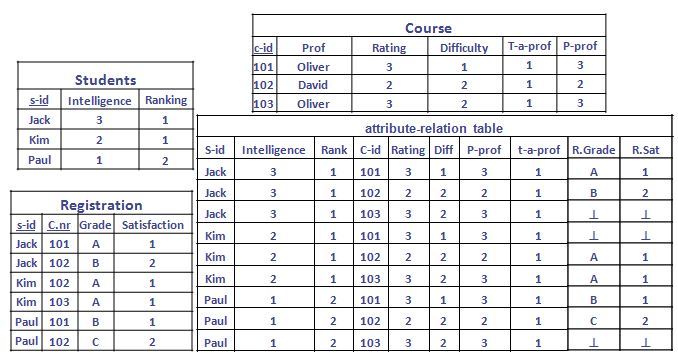 Course
c-id Prof Rating Difficulty T-a-prof P-prof
101 Oliver 3 1 1 3
102 David 2 2 1 2
103 Oliver 3 2 1 3
Students
s-id Intelligence Ranking
Jack 3 1
Kim 2 1
Paul 1 2
attribute-relation table
S-id Intelligence Rank C-id Rating Diff P-prof t-a-prof R.Grade R.Sat
Jack 3 1 101 3 1 3 1 A 1
Jack 3 1 102 2 2 2 1 B 2
Jack 3 1 103 3 2 3 1 ⊥ ⊥
Kim 2 1 101 3 1 3 1 ⊥ ⊥
Kim 2 1 102 2 2 2 1 A 1
Kim 2 1 103 3 2 3 1 A 1
Paul 1 2 101 3 1 3 1 B 1
Paul 1 2 102 2 2 2 1 C 2
Paul 1 2 103 3 2 3 1 ⊥ ⊥
Registration
s-id C.nr Grade Satisfaction
Jack 101 A 1
Jack 102 B 2
Kim 102 A 1
Kim 103 A 1
Paul 101 B 1
Paul 102 C 2